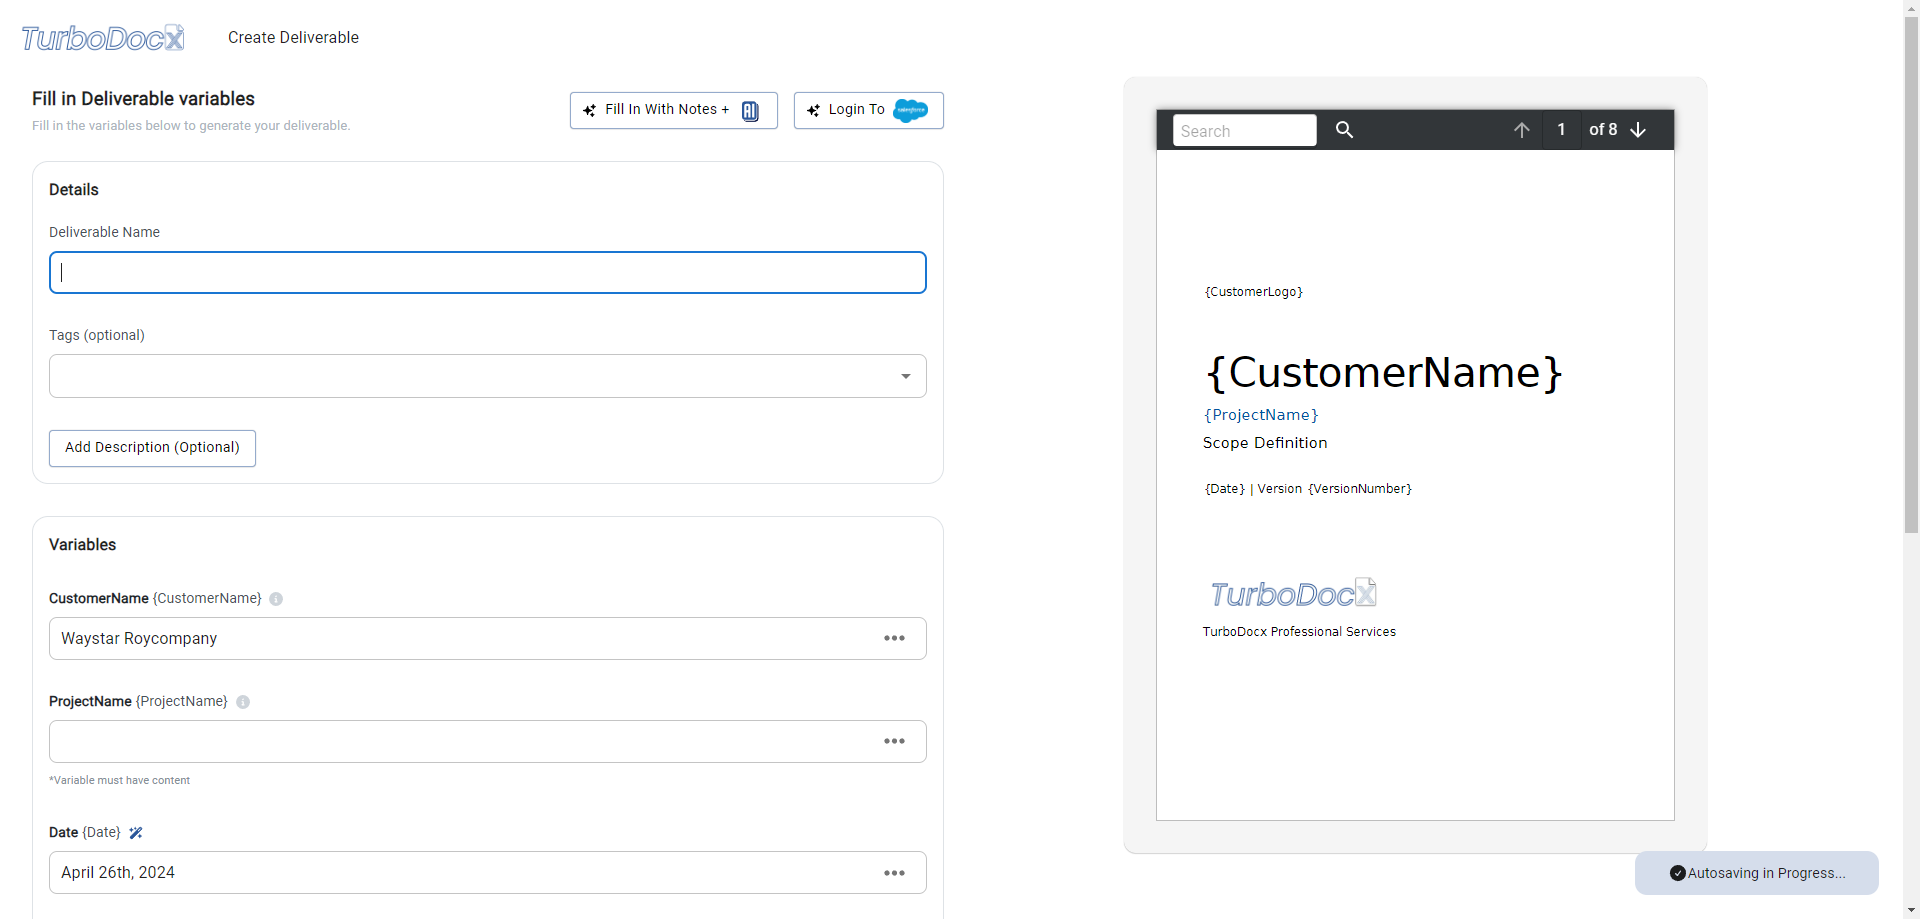 TurboDocX
Create Deliverable
Fill in Deliverable variables
Fill in the variables below to generate your deliverable.
Fill In With Notes +
AI
Login To
salesforce
Details
Deliverable Name
Tags (optional)
Add Description (Optional)
Variables
CustomerName {CustomerName}
Waystar Roycompany
ProjectName {ProjectName}
*Variable must have content
Date {Date}
April 26th, 2024
Search
1 of 8
{CustomerLogo}
{CustomerName}
{ProjectName}
Scope Definition
{Date} | Version {VersionNumber}
TurboDocX
TurboDocx Professional Services
Autosaving in Progress...